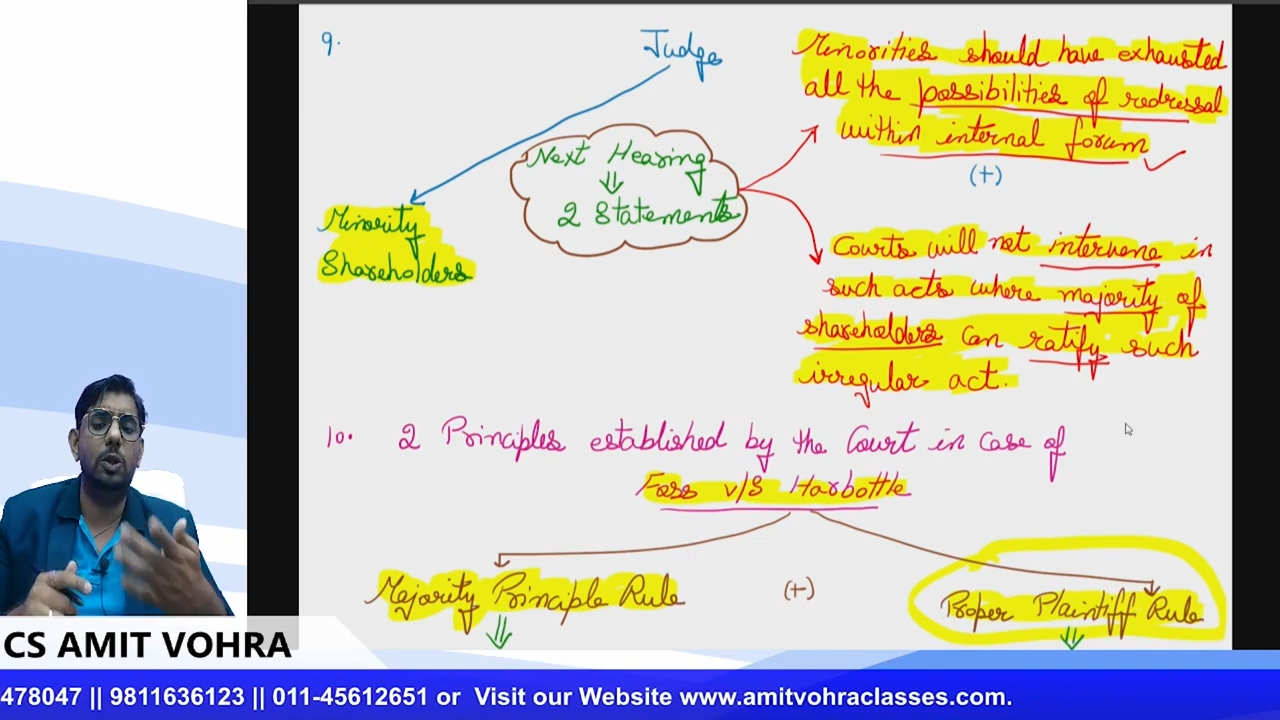 9.
Judge
Minorities should have exhausted
all the possibilities of redressal
within internal forum
(+)
Next Hearing
⇓
2 Statements
Minority
Shareholders
Courts will not intervene in
such acts where majority of
shareholders can ratify such
irregular act.
10. 2 Principles established by the Court in case of
Foss v/s Harbottle
Majority Principle Rule
(+)
Proper Plaintiff Rule
CS AMIT VOHRA
478047 || 9811636123 || 011-45612651 or Visit our Website www.amitvohraclasses.com.